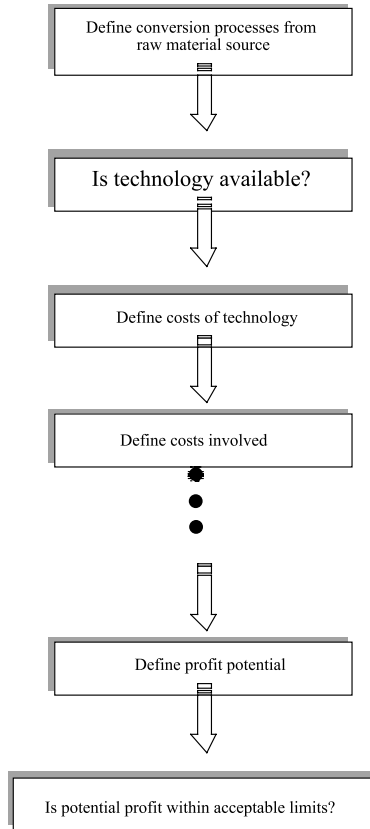 Define conversion processes from
raw material source
Is technology available?
Define costs of technology
Define costs involved
Define profit potential
Is potential profit within acceptable limits?